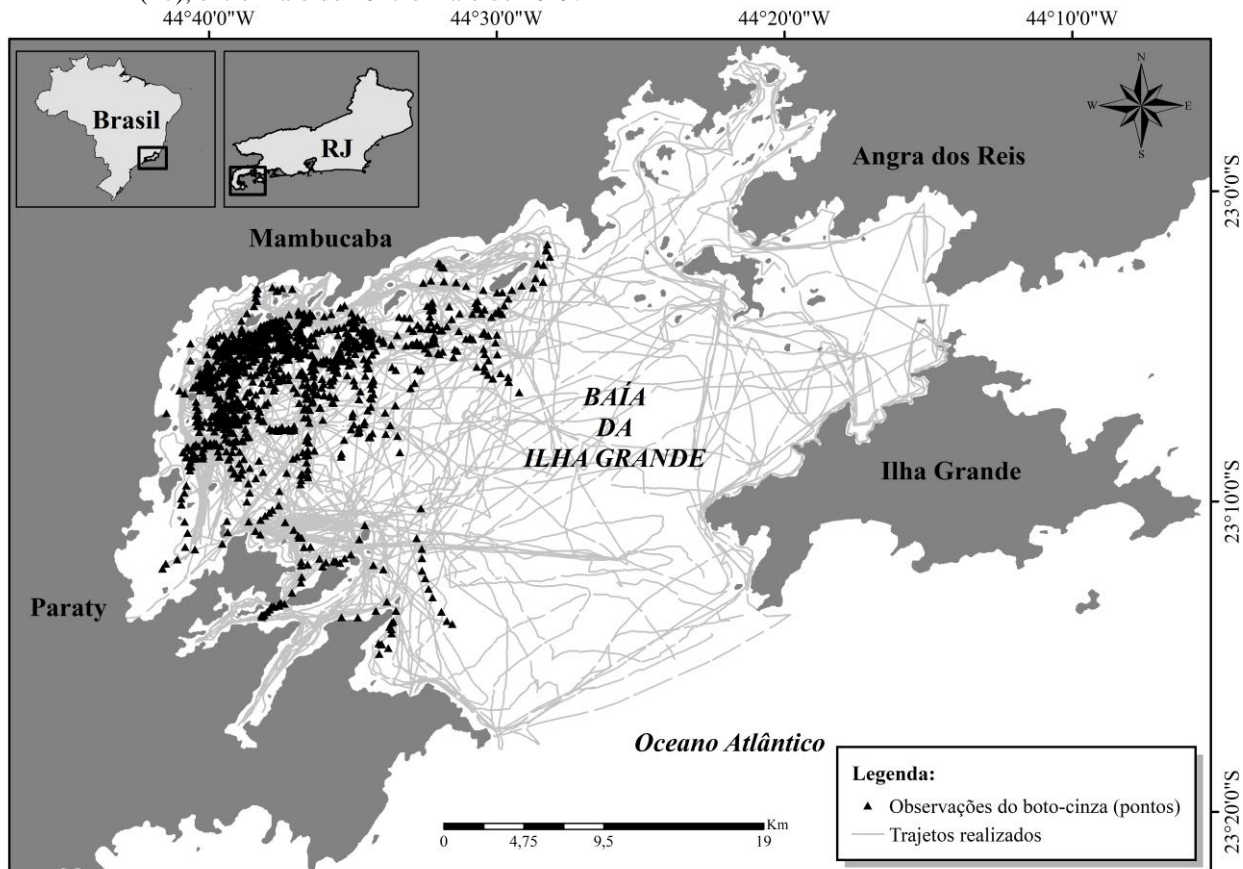 44°40'0"W 44°30'0"W 44°20'0"W 44°10'0"W
Brasil
RJ
N
W E
S
Angra dos Reis
23°0'0"S
Mambucaba
BAÍA
DA
ILHA GRANDE
Ilha Grande
23°10'0"S
Paraty
Oceano Atlântico
Legenda:
Observações do boto-cinza (pontos)
Trajetos realizados
Km
0 4,75 9,5 19
23°20'0"S